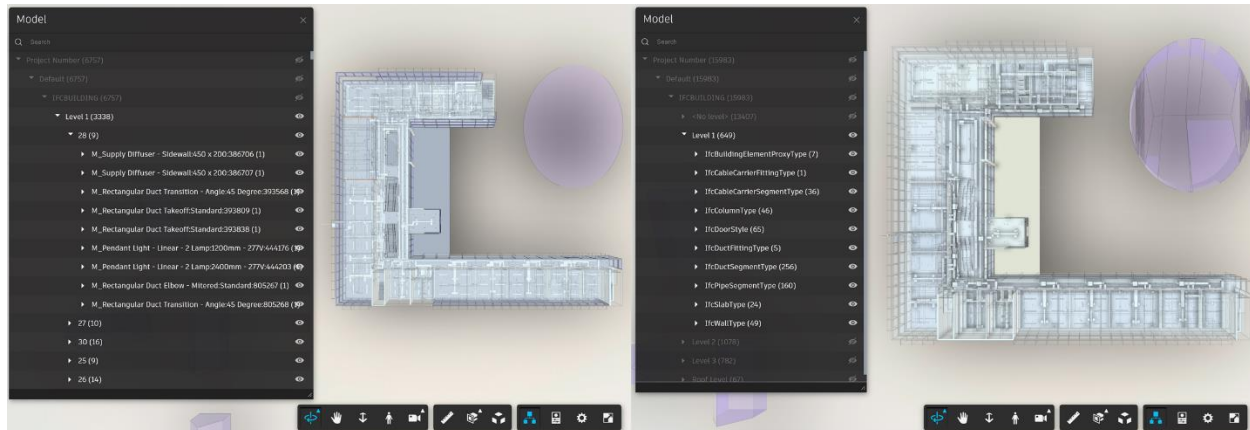 Model
Search
Project Number (6757)
Default (6757)
IFCBUILDING (6757)
Level 1 (3338)
28 (9)
M_Supply Diffuser - Sidewall:450 x 200:386706 (1)
M_Supply Diffuser - Sidewall:450 x 200:386707 (1)
M_Rectangular Duct Transition - Angle:45 Degree:393568
M_Rectangular Duct Takeoff:Standard:393809 (1)
M_Rectangular Duct Takeoff:Standard:393838 (1)
M_Pendant Light - Linear - 2 Lamp:1200mm - 277V:444176
M_Pendant Light - Linear - 2 Lamp:2400mm - 277V:444203
M_Rectangular Duct Elbow - Mitered:Standard:805267 (1)
M_Rectangular Duct Transition - Angle:45 Degree:805268
27 (10)
30 (16)
25 (9)
26 (14)
Model
Search
Project Number (15983)
Default (15983)
IFCBUILDING (15983)
<No level> (13407)
Level 1 (649)
IfcBuildingElementProxyType (7)
IfcCableCarrierFittingType (1)
IfcCableCarrierSegmentType (36)
IfcColumnType (46)
IfcDoorStyle (65)
IfcDuctFittingType (5)
IfcDuctSegmentType (256)
IfcPipeSegmentType (160)
IfcSlabType (24)
IfcWallType (49)
Level 2 (1078)
Level 3 (782)
Roof Level (67)